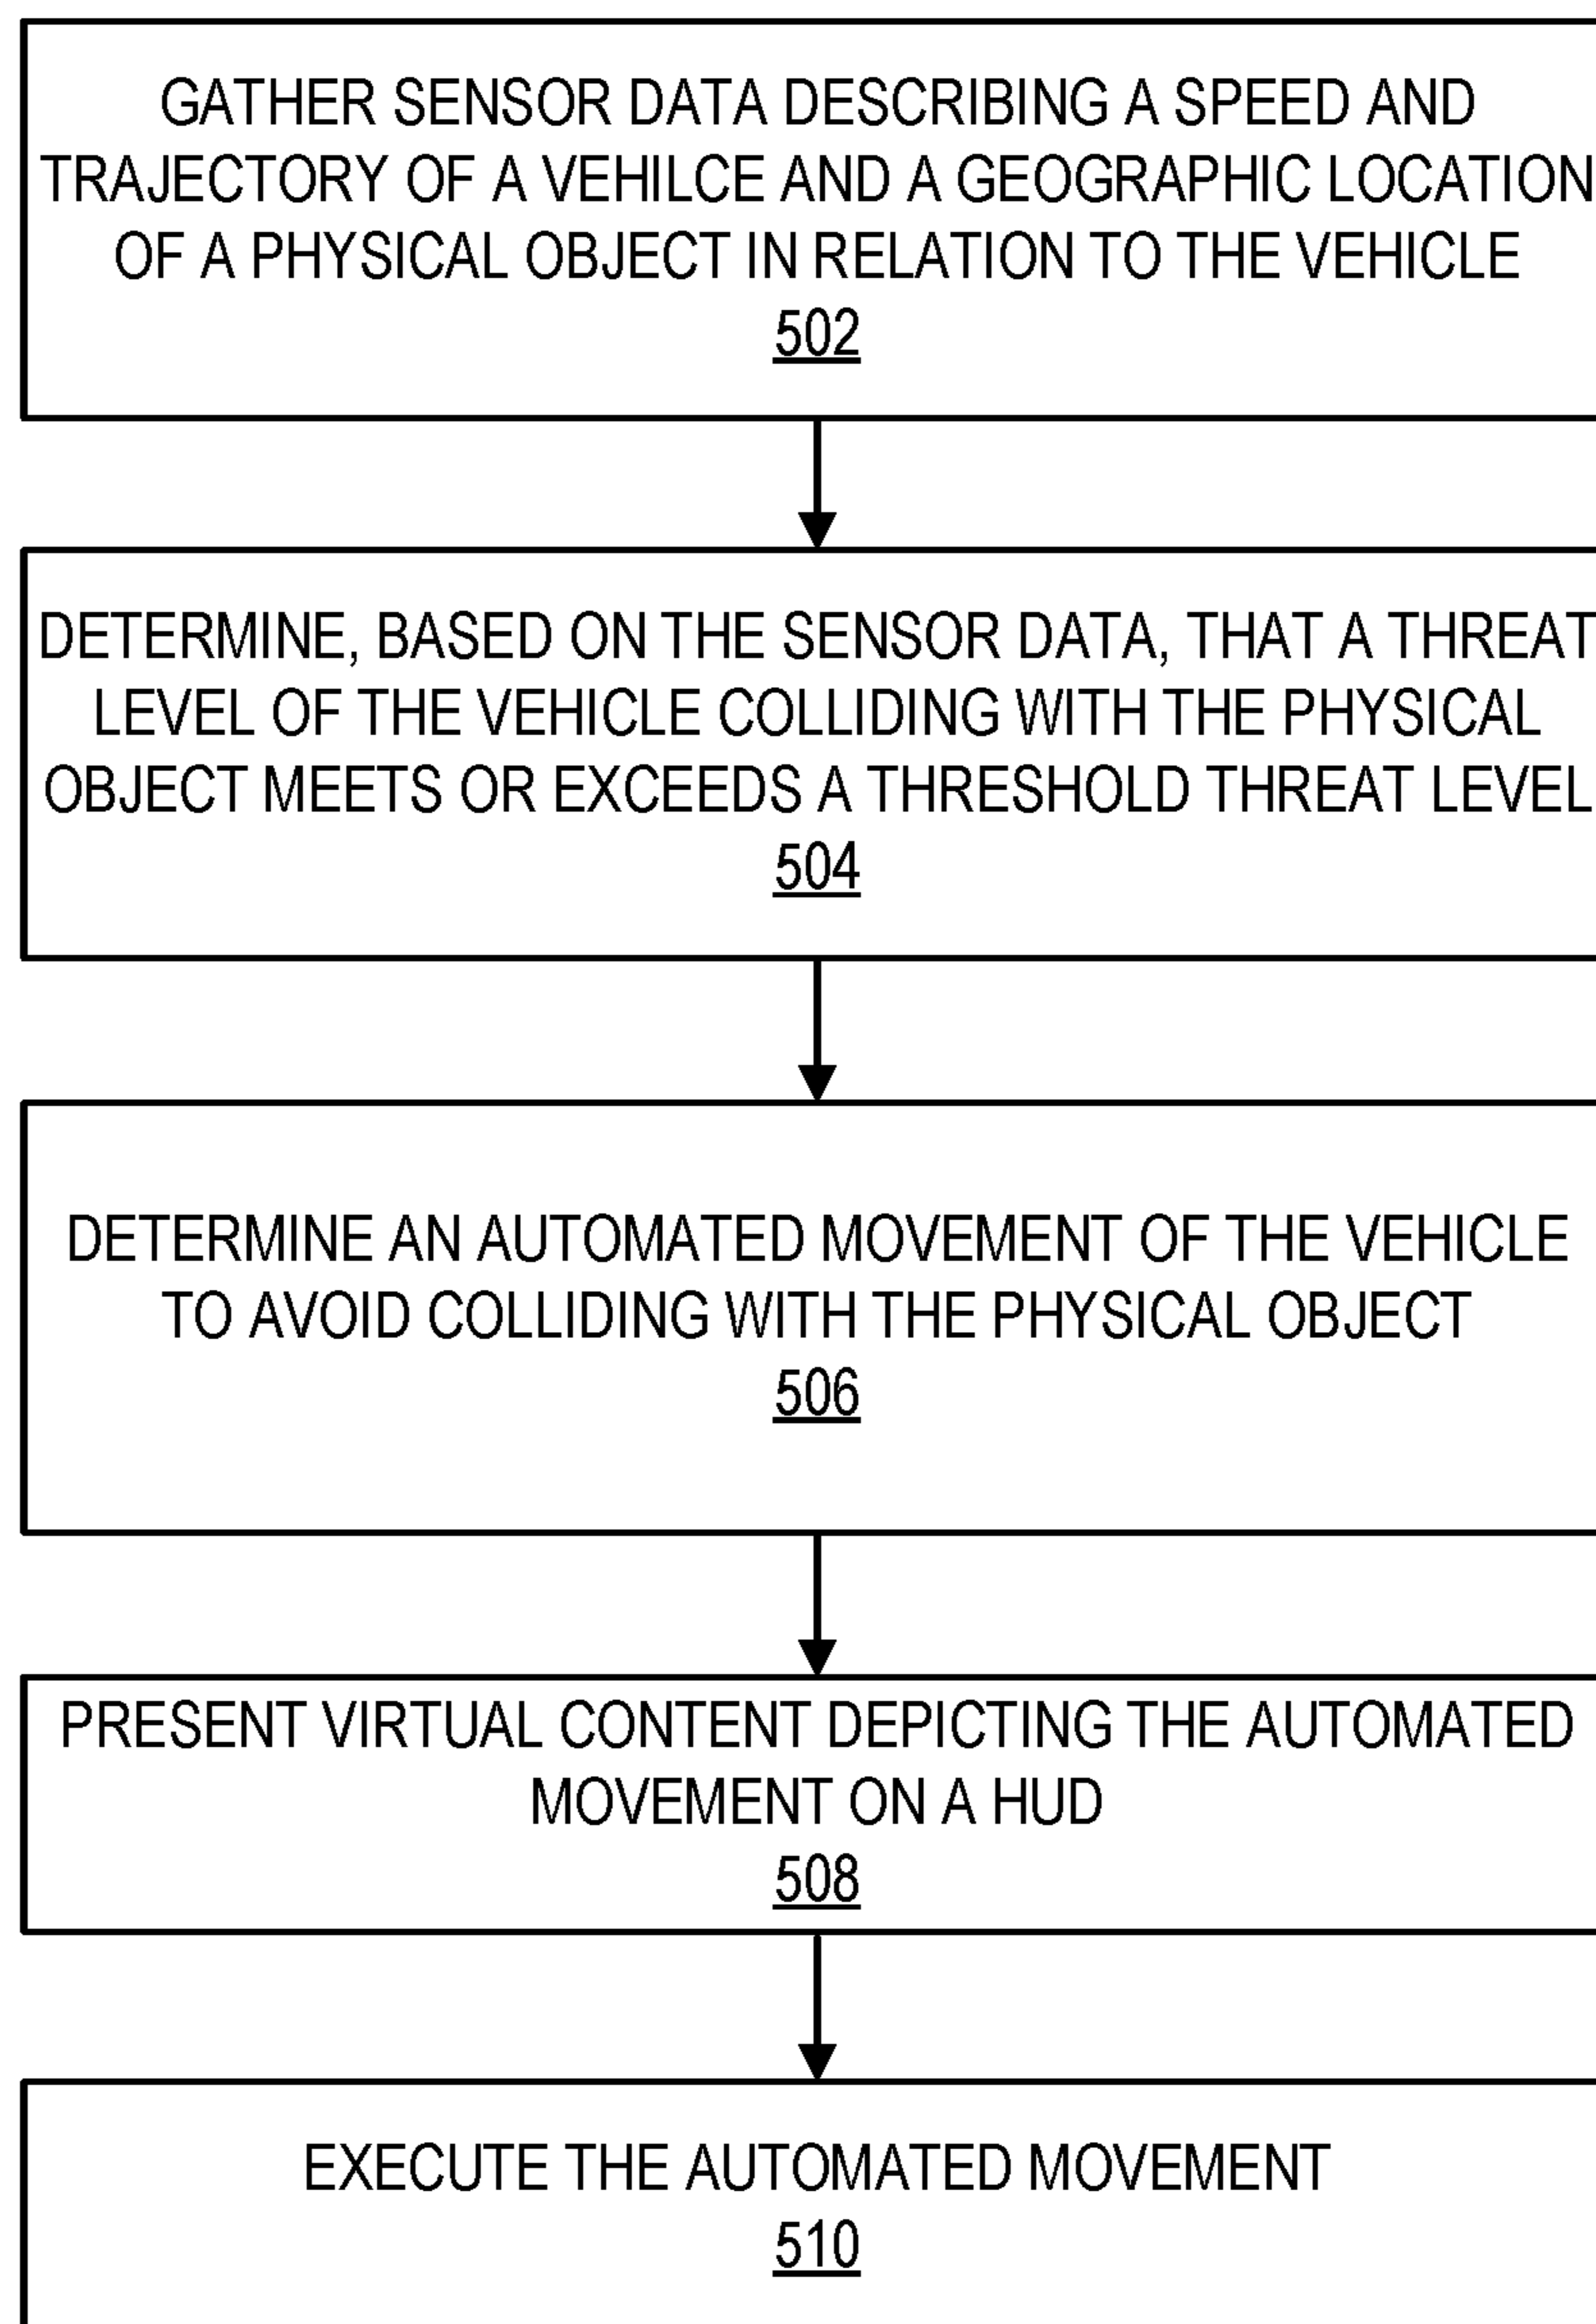 GATHER SENSOR DATA DESCRIBING A SPEED AND
TRAJECTORY OF A VEHILCE AND A GEOGRAPHIC LOCATION
OF A PHYSICAL OBJECT IN RELATION TO THE VEHICLE
502
DETERMINE, BASED ON THE SENSOR DATA, THAT A THREAT
LEVEL OF THE VEHICLE COLLIDING WITH THE PHYSICAL
OBJECT MEETS OR EXCEEDS A THRESHOLD THREAT LEVEL
504
DETERMINE AN AUTOMATED MOVEMENT OF THE VEHICLE
TO AVOID COLLIDING WITH THE PHYSICAL OBJECT
506
PRESENT VIRTUAL CONTENT DEPICTING THE AUTOMATED
MOVEMENT ON A HUD
508
EXECUTE THE AUTOMATED MOVEMENT
510